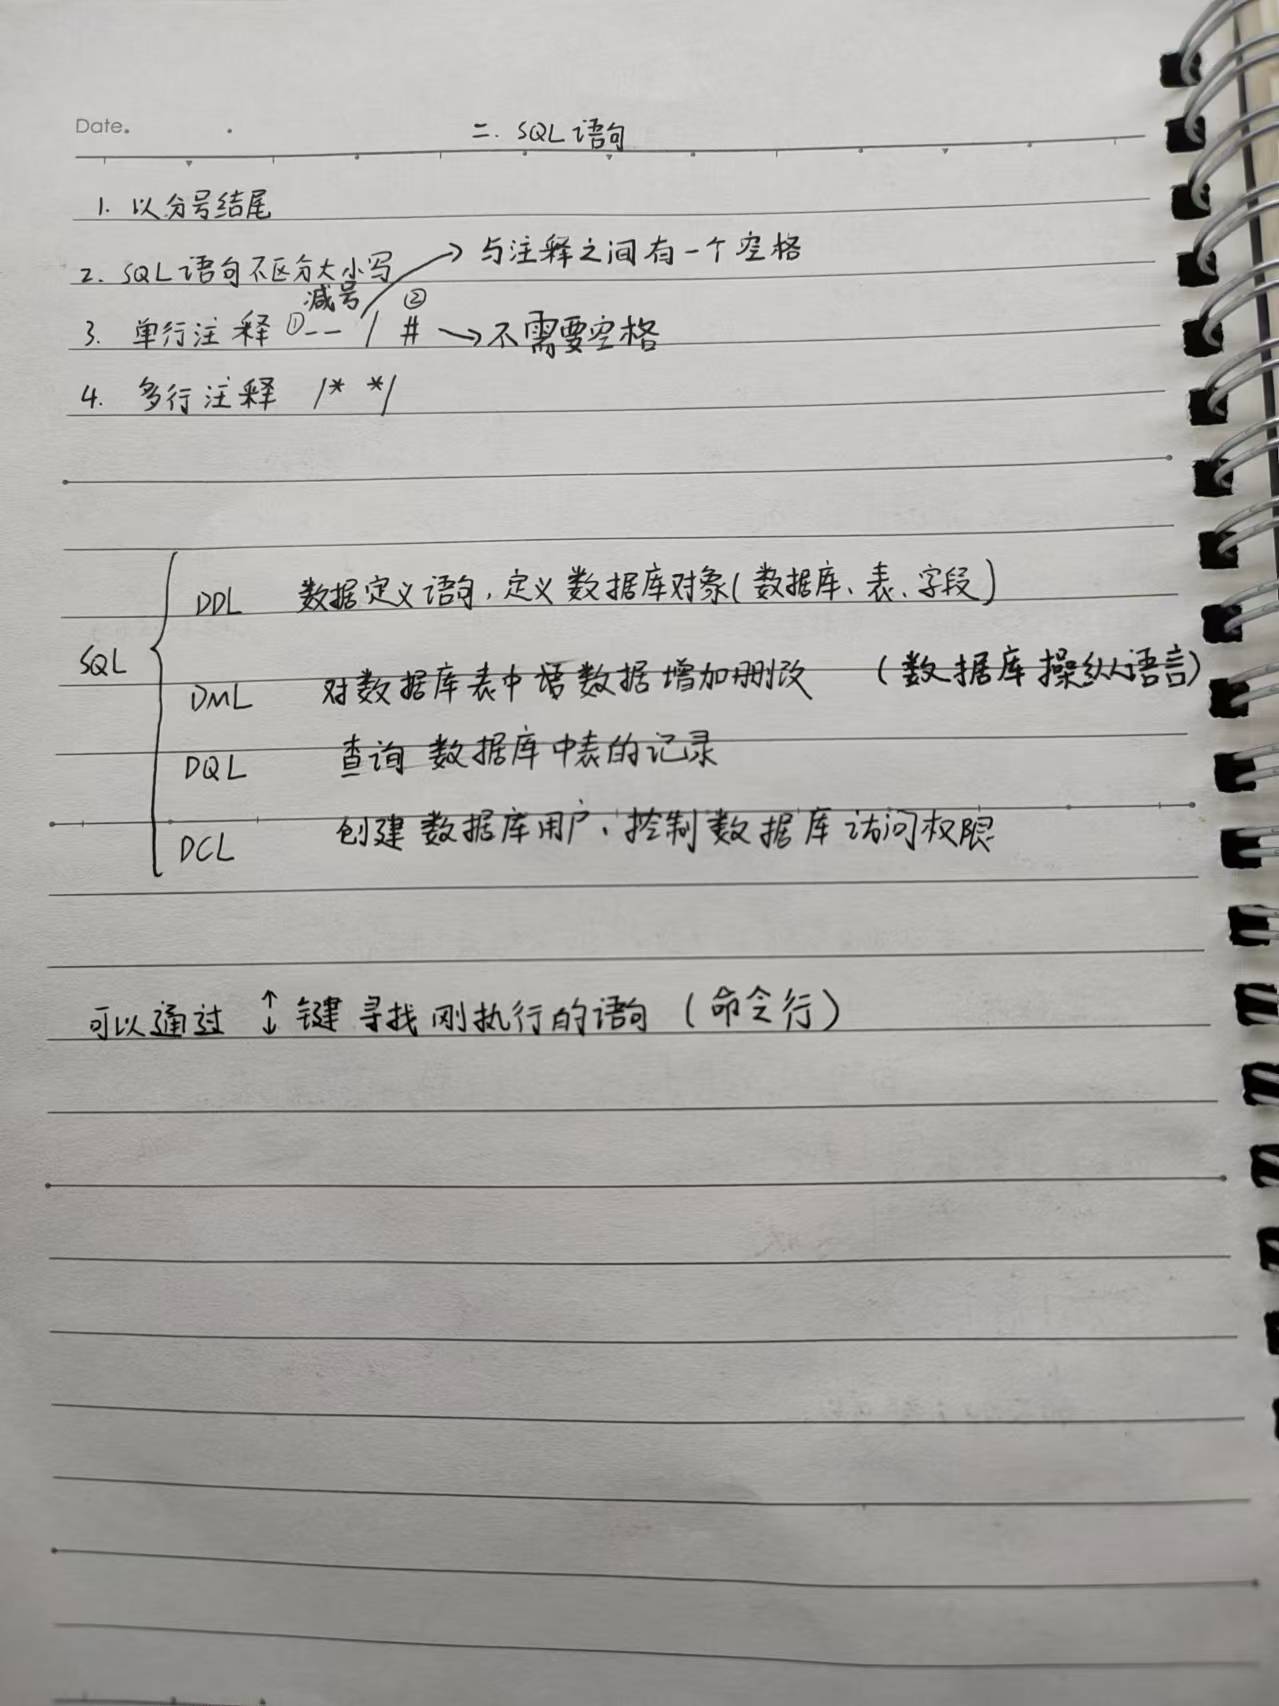 Date.
二. SQL语句
1. 以分号结尾
2. SQL语句不区分大小写 → 与注释之间有一个空格
减号 ②
3. 单行注释 ①-- / # → 不需要空格
4. 多行注释 /* */
SQL
DDL 数据定义语句,定义数据库对象(数据库、表、字段)
DML 对数据库表中数据增加删改 (数据库操纵语言)
DQL 查询数据库中表的记录
DCL 创建数据库用户、控制数据库访问权限
可以通过 ↑↓ 键寻找刚执行的语句 (命令行)